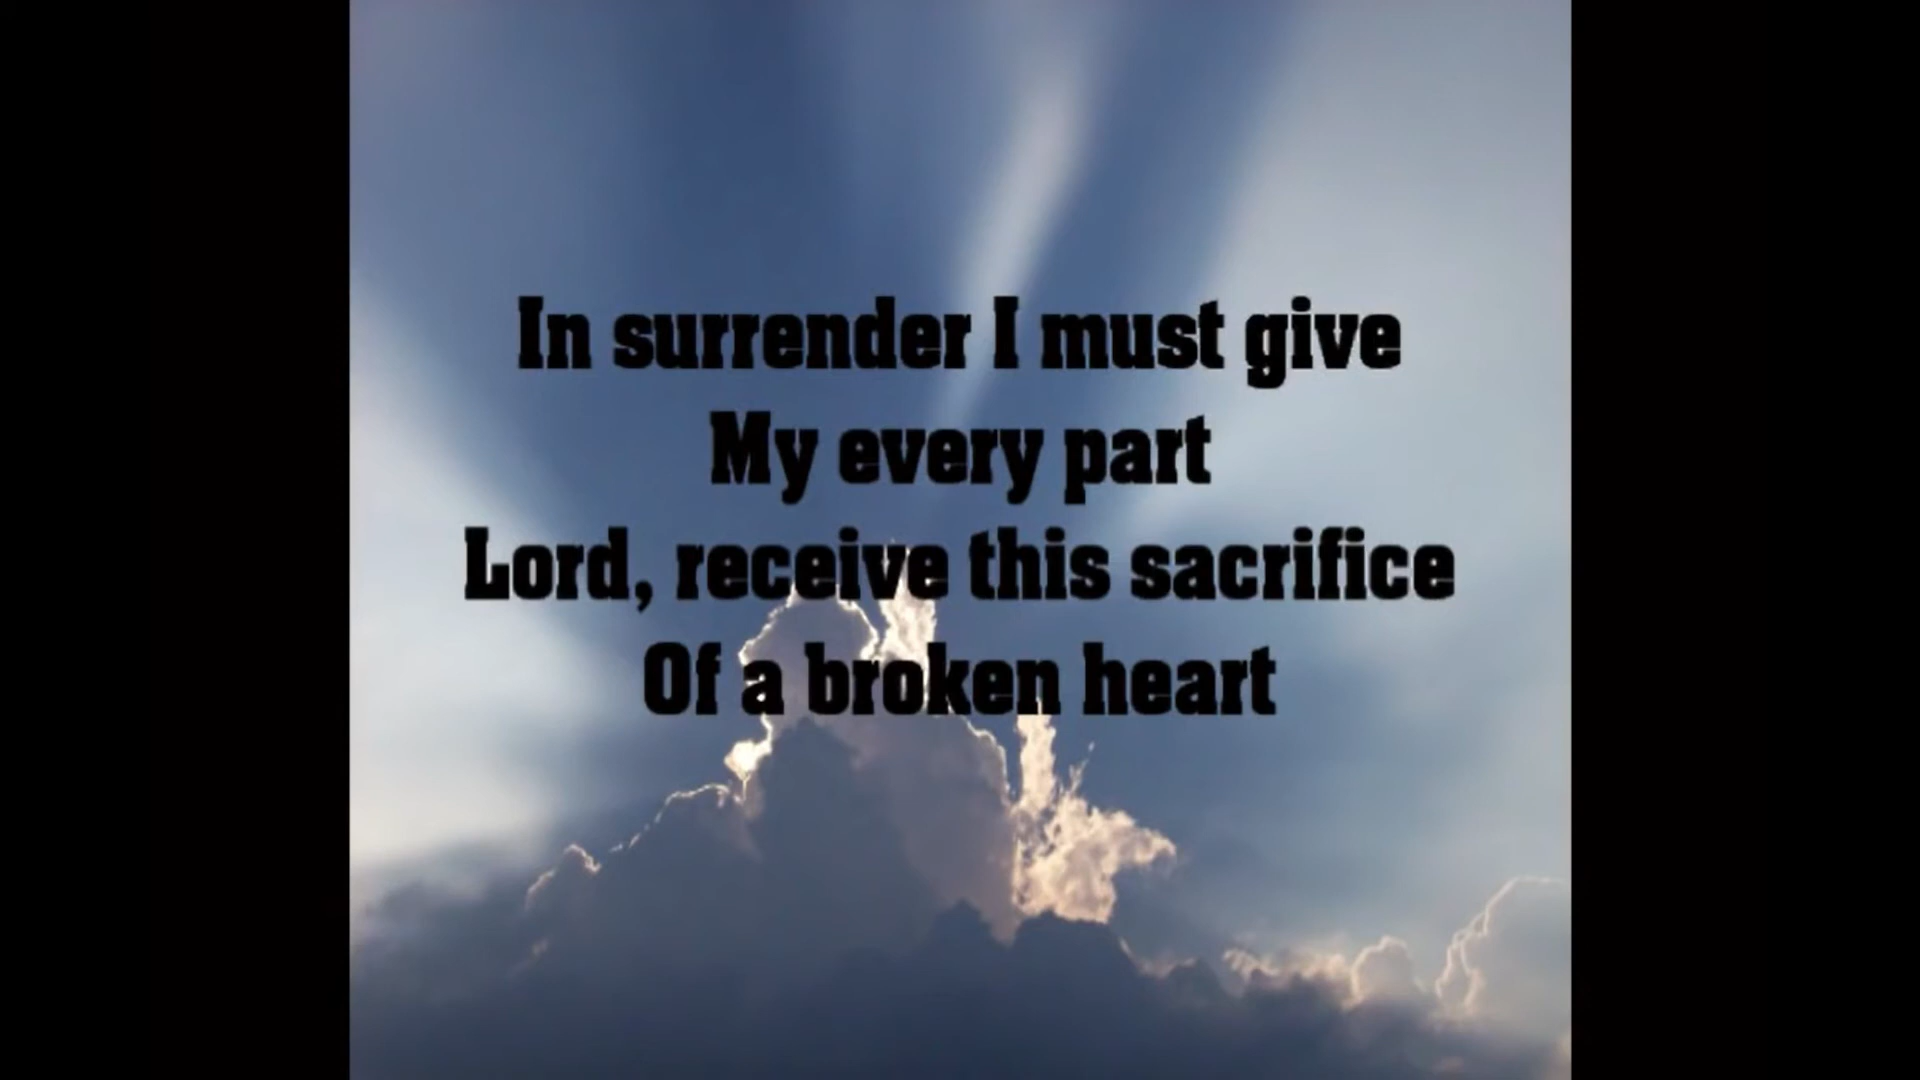 In surrender I must give
My every part
Lord, receive this sacrifice
Of a broken heart